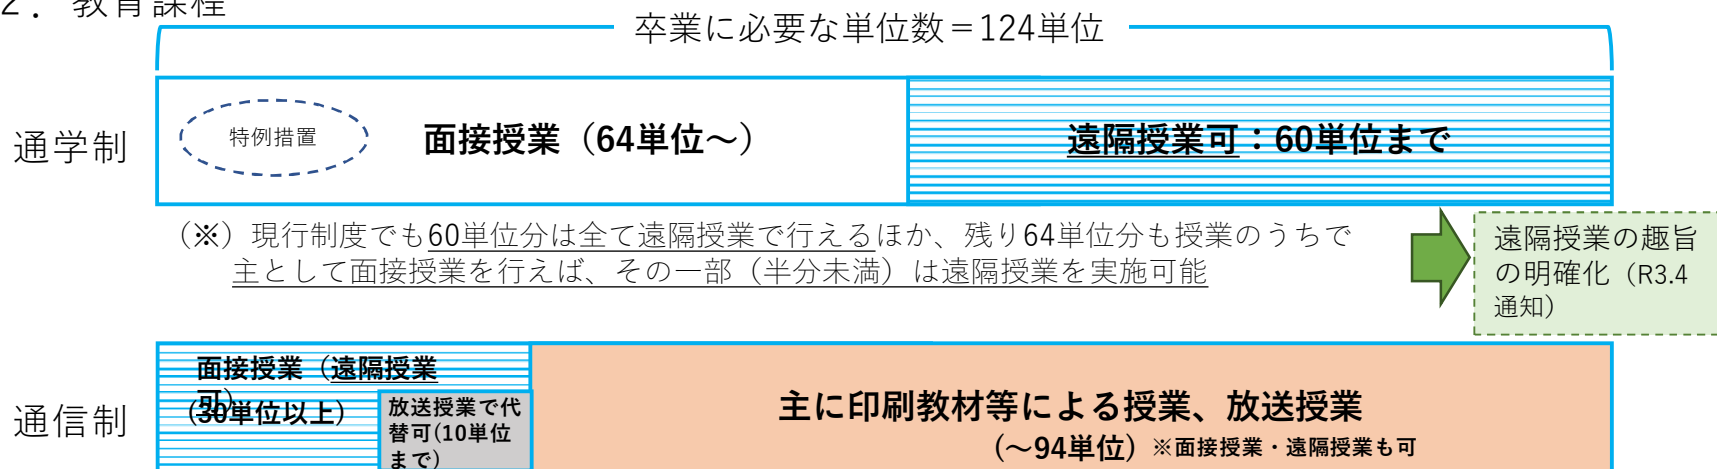 ２．教育課程
卒業に必要な単位数＝124単位
通学制
特例措置
面接授業（64単位～）
遠隔授業可：60単位まで
（※）現行制度でも60単位分は全て遠隔授業で行えるほか、残り64単位分も授業のうちで
主として面接授業を行えば、その一部（半分未満）は遠隔授業を実施可能
遠隔授業の趣旨
の明確化（R3.4
通知）
通信制
面接授業（遠隔授業
可）
（30単位以上）
放送授業で代
替可(10単位
まで)
主に印刷教材等による授業、放送授業
（～94単位）※面接授業・遠隔授業も可